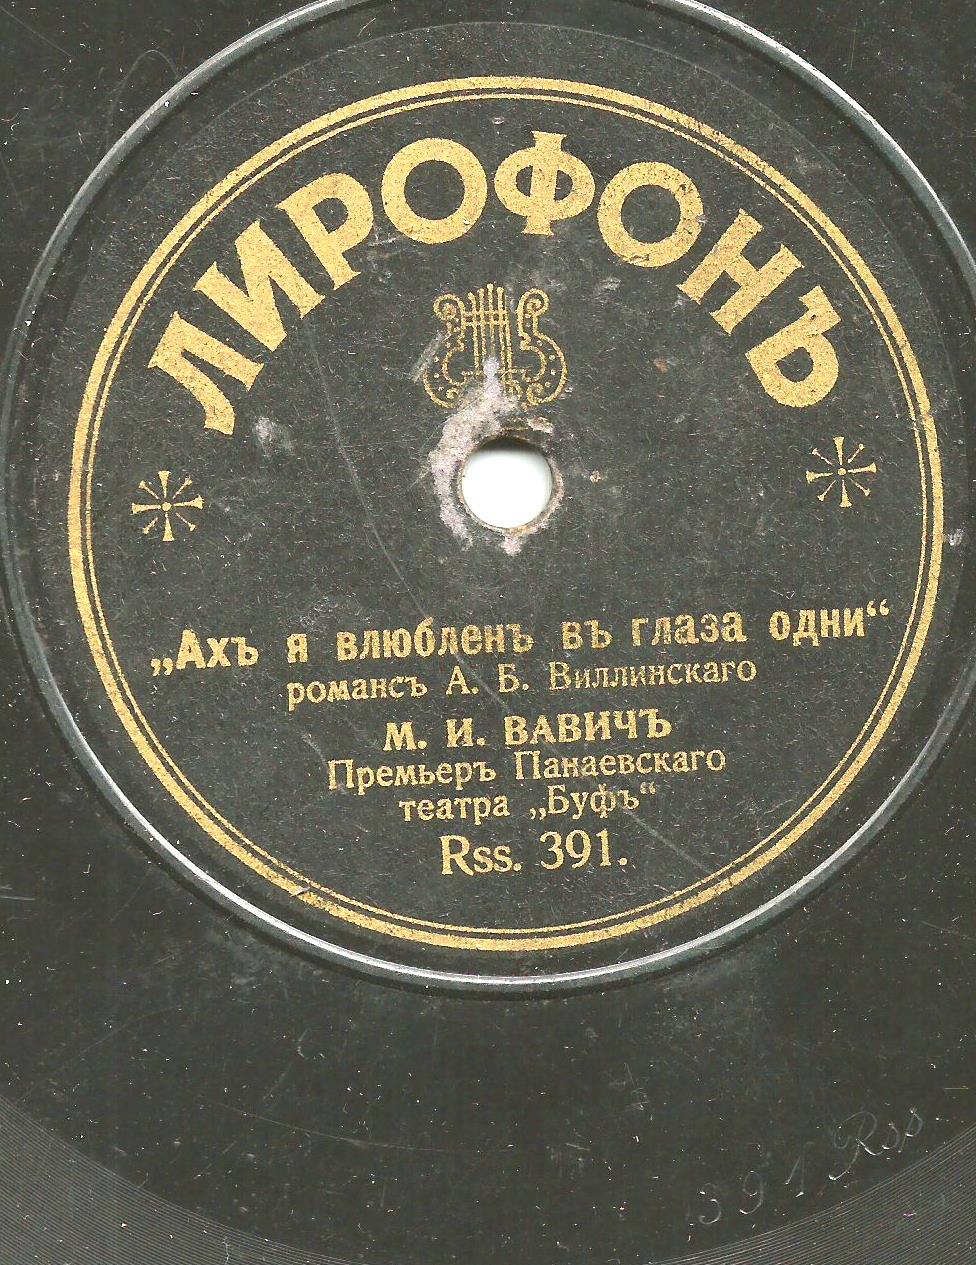 ЛИРОФОНЪ
„Ахъ я влюбленъ въ глаза одни“
романсъ А. Б. Виллинскаго
М. И. ВАВИЧЪ
Премьеръ Панаевскаго
театра „Буфъ“
Rss. 391.
391 Rsp